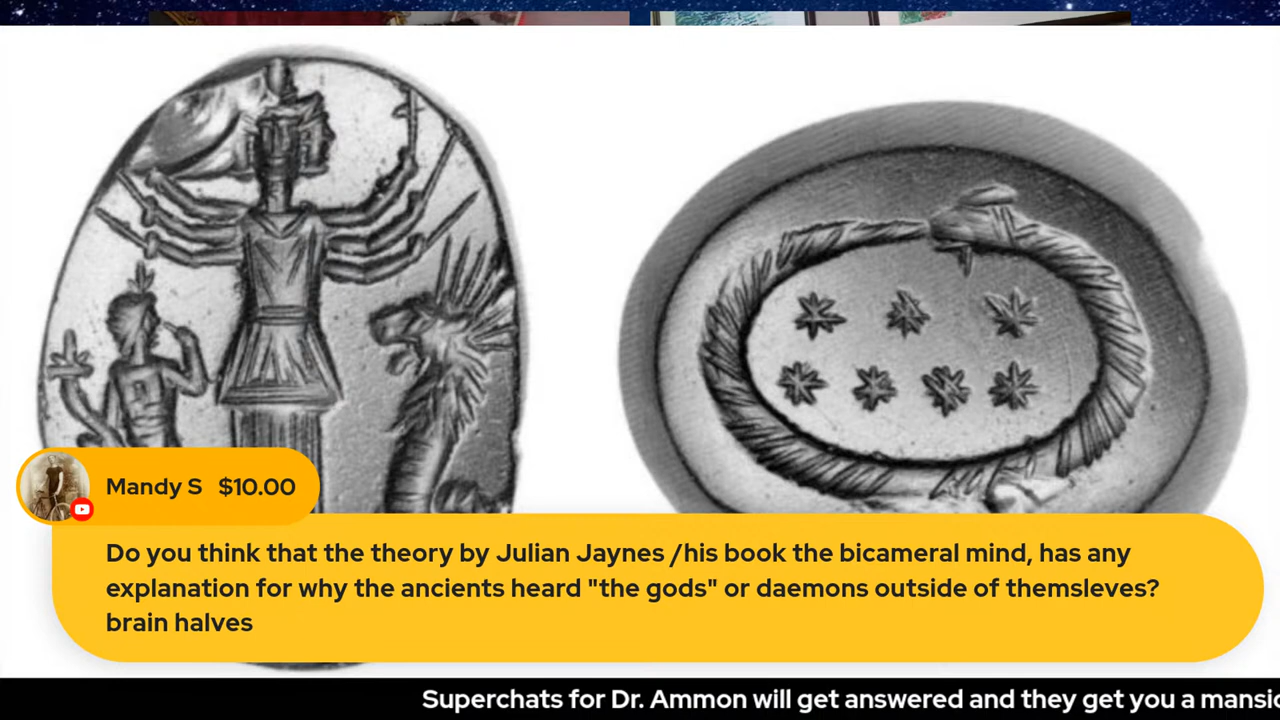 Mandy S $10.00
Do you think that the theory by Julian Jaynes /his book the bicameral mind, has any
explanation for why the ancients heard "the gods" or daemons outside of themsleves?
brain halves
Superchats for Dr. Ammon will get answered and they get you a mansic